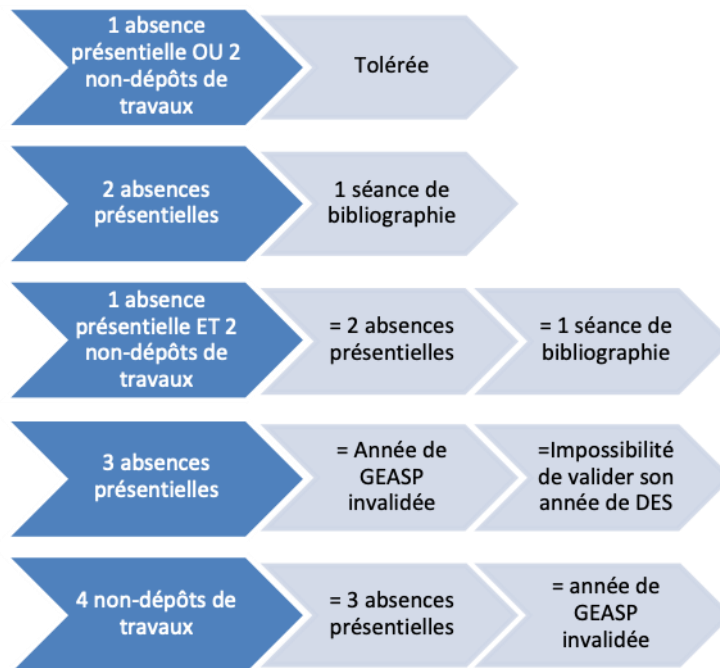 1 absence
présentielle OU 2
non-dépôts de
travaux
Tolérée
2 absences
présentielles
1 séance de
bibliographie
1 absence
présentielle ET 2
non-dépôts de
travaux
= 2 absences
présentielles
= 1 séance de
bibliographie
3 absences
présentielles
= Année de
GEASP
invalidée
=Impossibilité
de valider son
année de DES
4 non-dépôts de
travaux
= 3 absences
présentielles
= année de
GEASP
invalidée